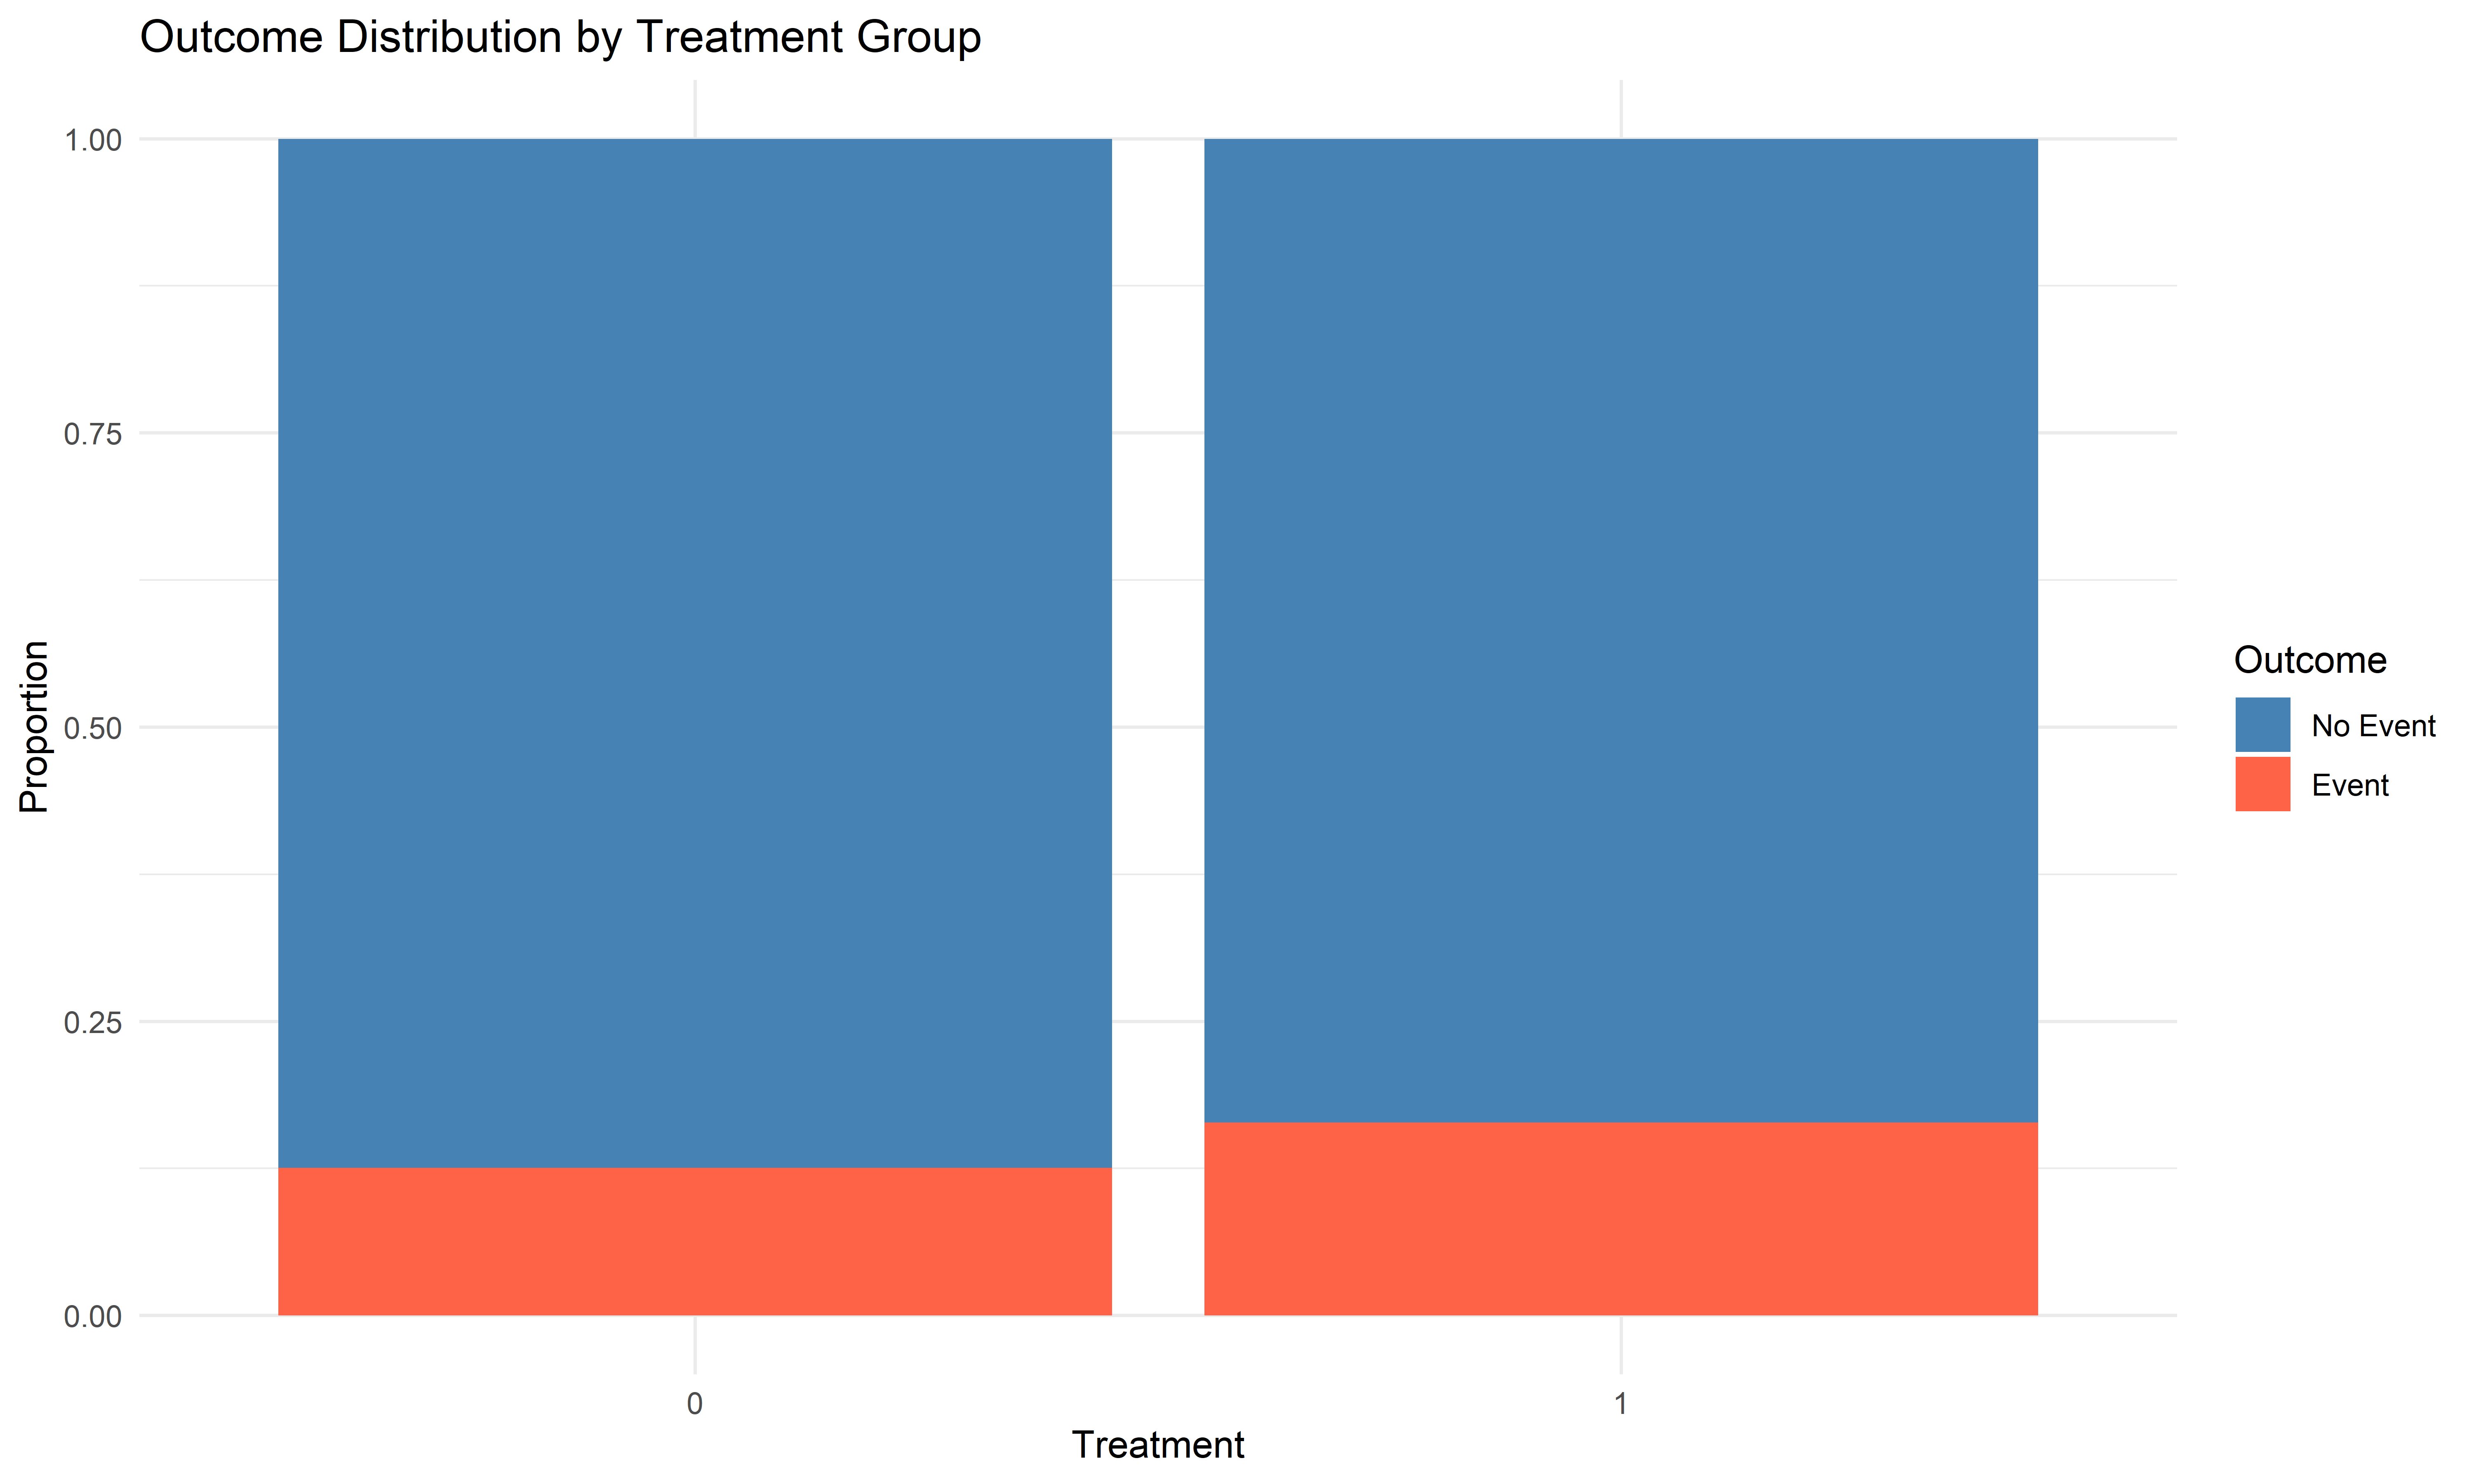 Outcome Distribution by Treatment Group
1.00
0.75
0.50
0.25
0.00
Proportion
0
1
Treatment
Outcome
No Event
Event